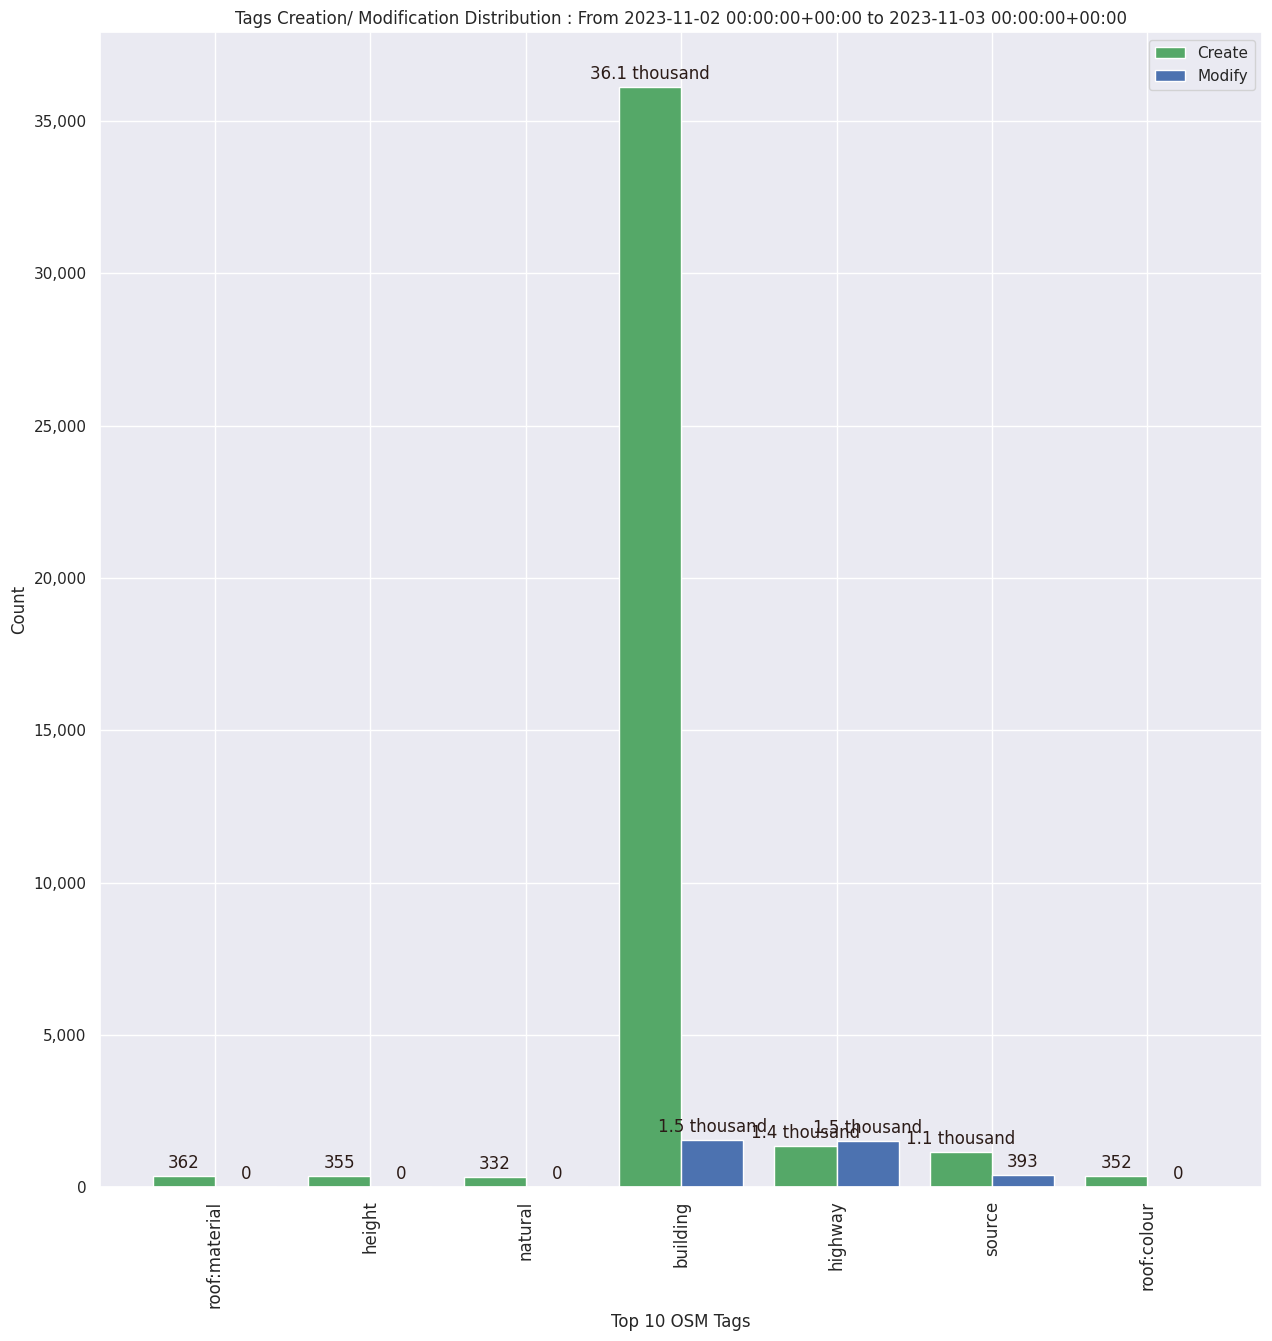 Tags Creation/ Modification Distribution : From 2023-11-02 00:00:00+00:00 to 2023-11-03 00:00:00+00:00
Create
Modify
Count
35,000
30,000
25,000
20,000
15,000
10,000
5,000
0
36.1 thousand
362
0
355
0
332
0
1.5 thousand
1.4 thousand
1.5 thousand
1.1 thousand
393
352
0
roof:material
height
natural
building
highway
source
roof:colour
Top 10 OSM Tags